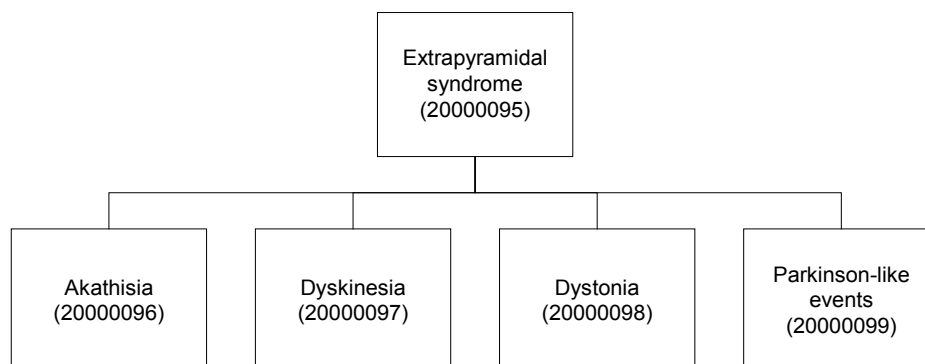 Extrapyramidal
syndrome
(20000095)
Akathisia
(20000096)
Dyskinesia
(20000097)
Dystonia
(20000098)
Parkinson-like
events
(20000099)